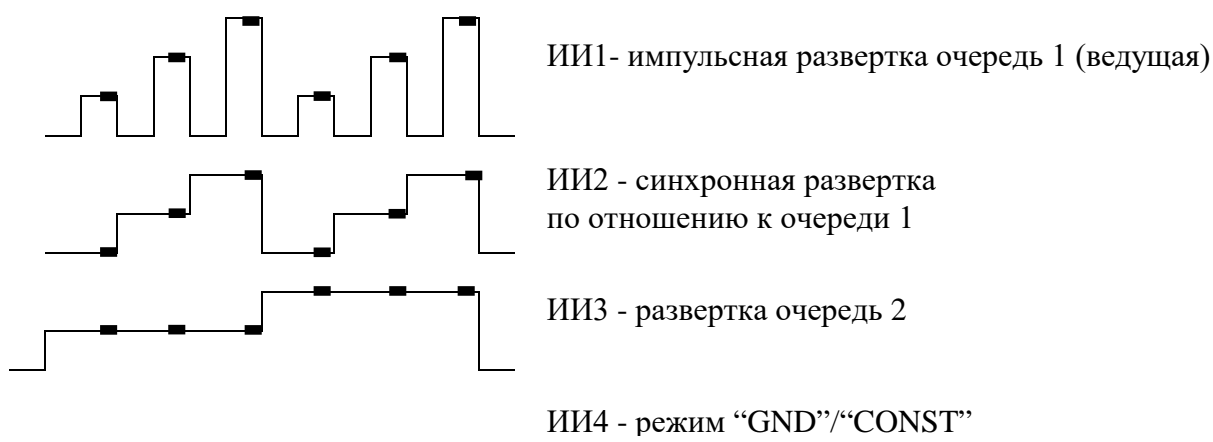 ИИ1- импульсная развертка очередь 1 (ведущая)
ИИ2 - синхронная развертка
по отношению к очереди 1
ИИ3 - развертка очередь 2
ИИ4 - режим “GND”/“CONST”